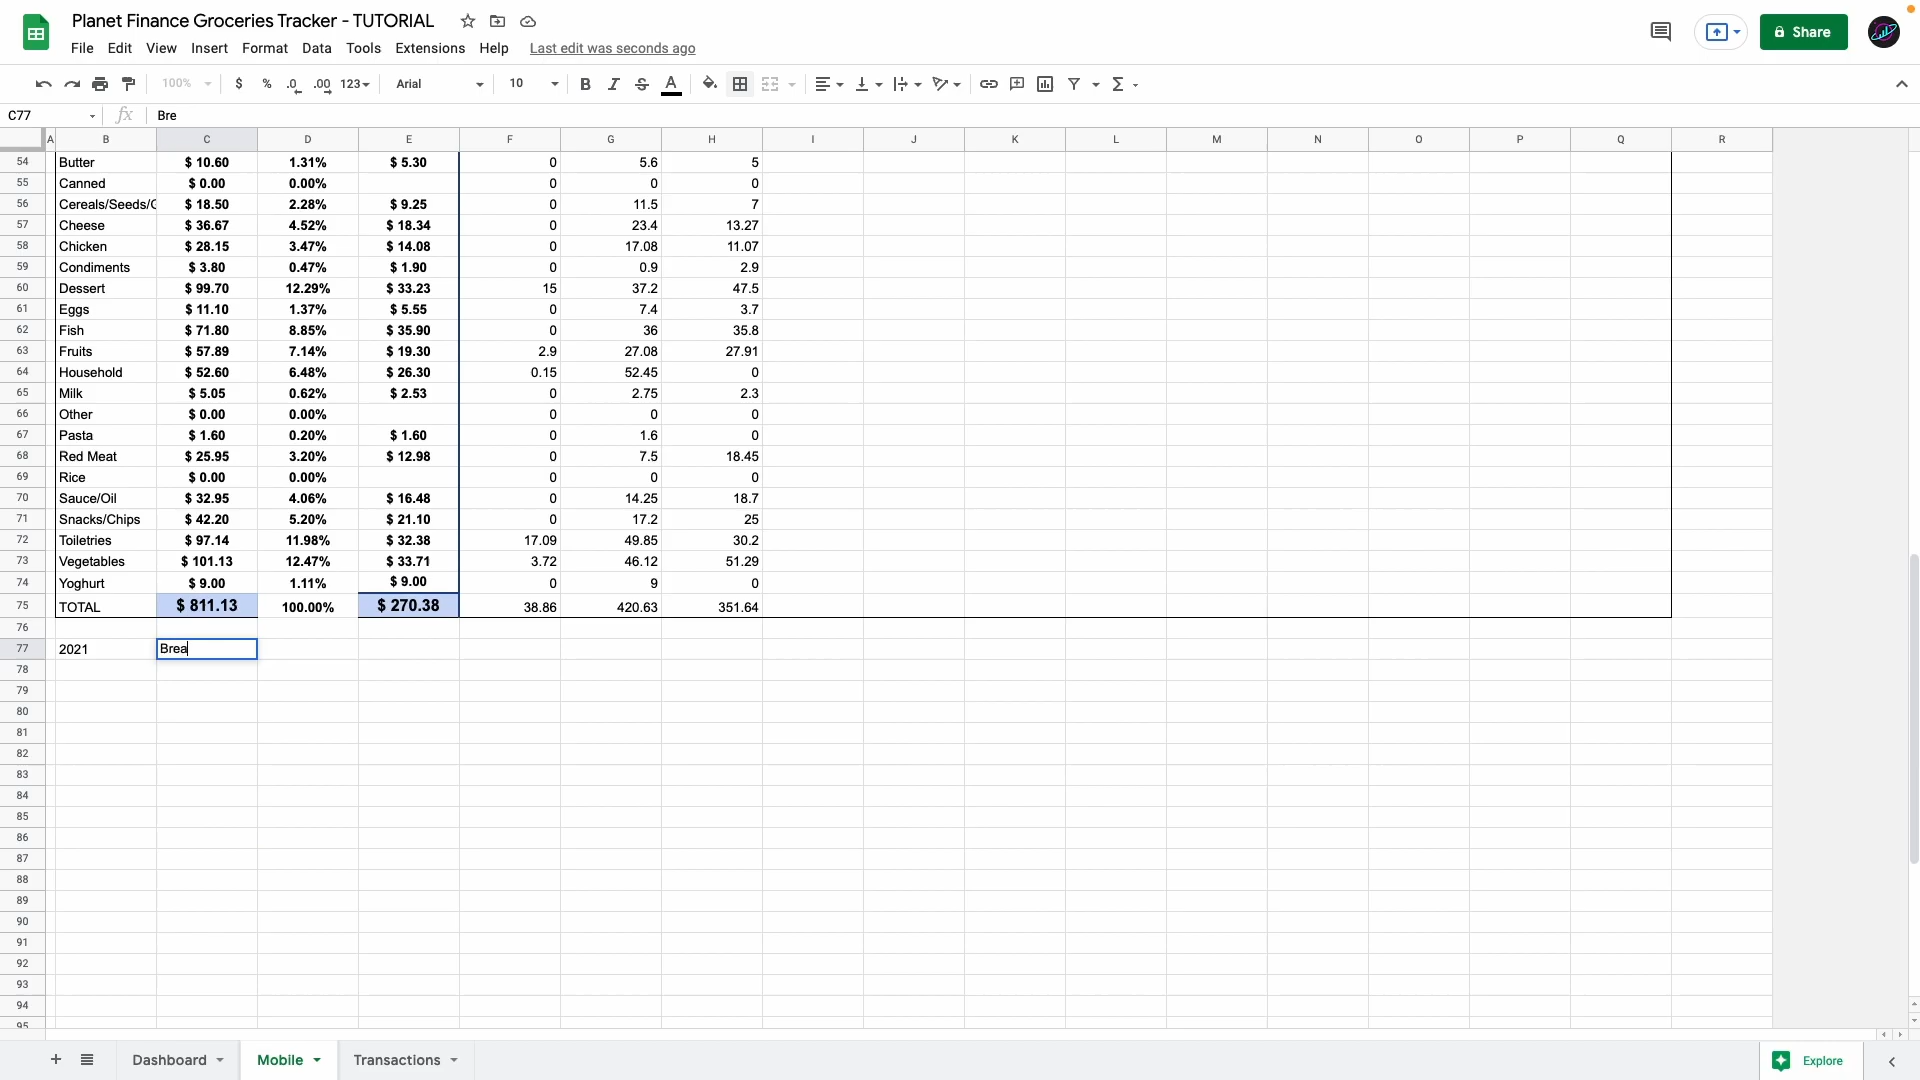 Planet Finance Groceries Tracker - TUTORIAL
File Edit View Insert Format Data Tools Extensions Help Last edit was seconds ago
Share
100% $ % .0 .00 123 Arial 10 B I S A Σ
C77 fx Bre
A B C D E F G H I J K L M N O P Q R
54 Butter $ 10.60 1.31% $ 5.30 0 5.6 5
55 Canned $ 0.00 0.00% 0 0 0
56 Cereals/Seeds/ $ 18.50 2.28% $ 9.25 0 11.5 7
57 Cheese $ 36.67 4.52% $ 18.34 0 23.4 13.27
58 Chicken $ 28.15 3.47% $ 14.08 0 17.08 11.07
59 Condiments $ 3.80 0.47% $ 1.90 0 0.9 2.9
60 Dessert $ 99.70 12.29% $ 33.23 15 37.2 47.5
61 Eggs $ 11.10 1.37% $ 5.55 0 7.4 3.7
62 Fish $ 71.80 8.85% $ 35.90 0 36 35.8
63 Fruits $ 57.89 7.14% $ 19.30 2.9 27.08 27.91
64 Household $ 52.60 6.48% $ 26.30 0.15 52.45 0
65 Milk $ 5.05 0.62% $ 2.53 0 2.75 2.3
66 Other $ 0.00 0.00% 0 0 0
67 Pasta $ 1.60 0.20% $ 1.60 0 1.6 0
68 Red Meat $ 25.95 3.20% $ 12.98 0 7.5 18.45
69 Rice $ 0.00 0.00% 0 0 0
70 Sauce/Oil $ 32.95 4.06% $ 16.48 0 14.25 18.7
71 Snacks/Chips $ 42.20 5.20% $ 21.10 0 17.2 25
72 Toiletries $ 97.14 11.98% $ 32.38 17.09 49.85 30.2
73 Vegetables $ 101.13 12.47% $ 33.71 3.72 46.12 51.29
74 Yoghurt $ 9.00 1.11% $ 9.00 0 9 0
75 TOTAL $ 811.13 100.00% $ 270.38 38.86 420.63 351.64
76
77 2021 Brea
78
79
80
81
82
83
84
85
86
87
88
89
90
91
92
93
94
95
Dashboard Mobile Transactions Explore